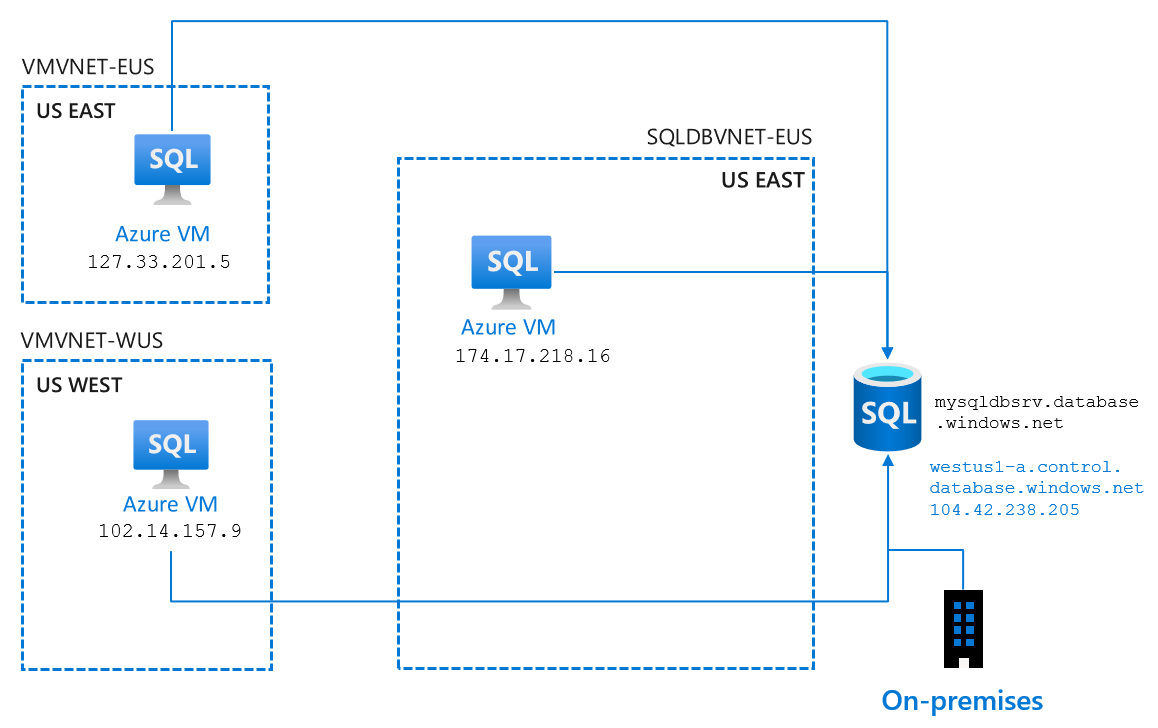 VMVNET-EUS
US EAST
SQL
Azure VM
127.33.201.5
SQLDBVNET-EUS
US EAST
SQL
Azure VM
174.17.218.16
VMVNET-WUS
US WEST
SQL
Azure VM
102.14.157.9
SQL
mysqldbsrv.database
.windows.net
westus1-a.control.
database.windows.net
104.42.238.205
On-premises